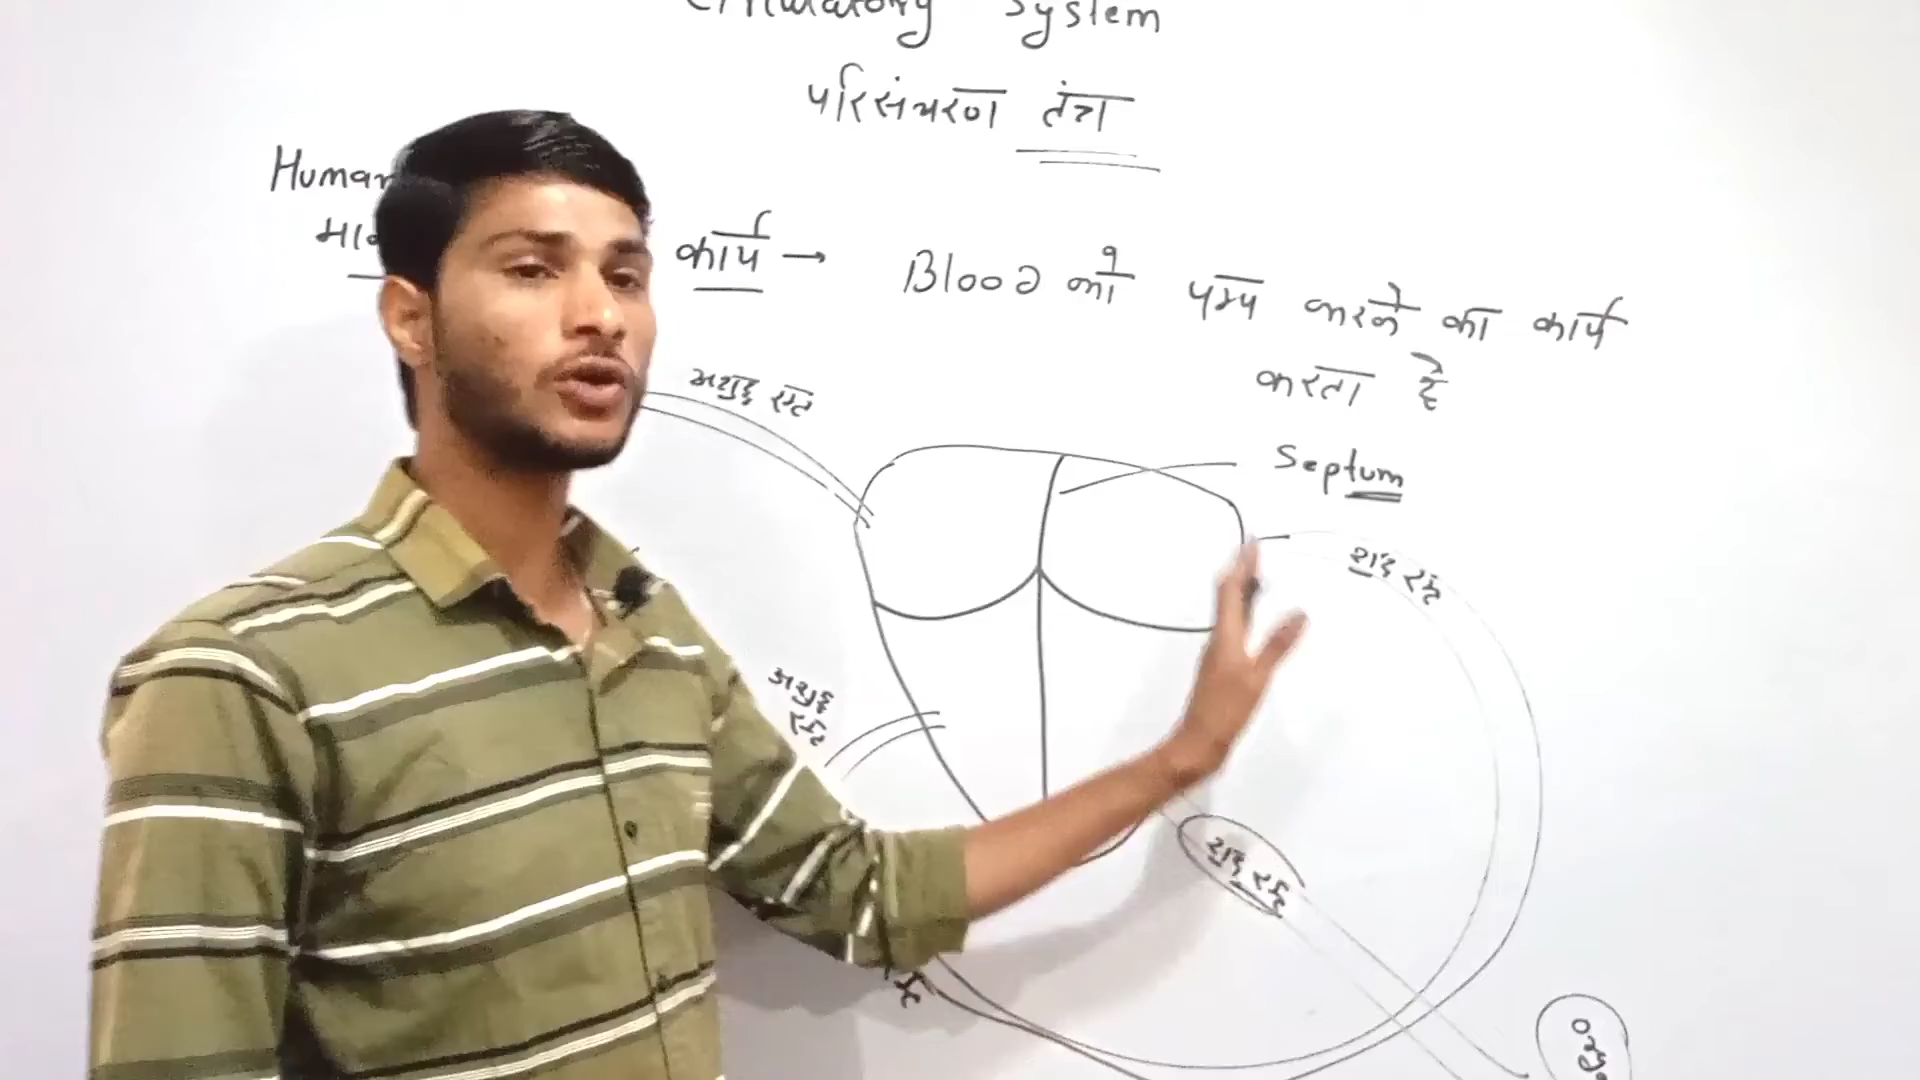 Circulatory System
परिसंचरण तंत्र
Human
कार्य → Blood को पम्प करने का कार्य
करता है
अशुद्ध रक्त
Septum
शुद्ध रक्त
अशुद्ध
रक्त
शुद्ध रक्त